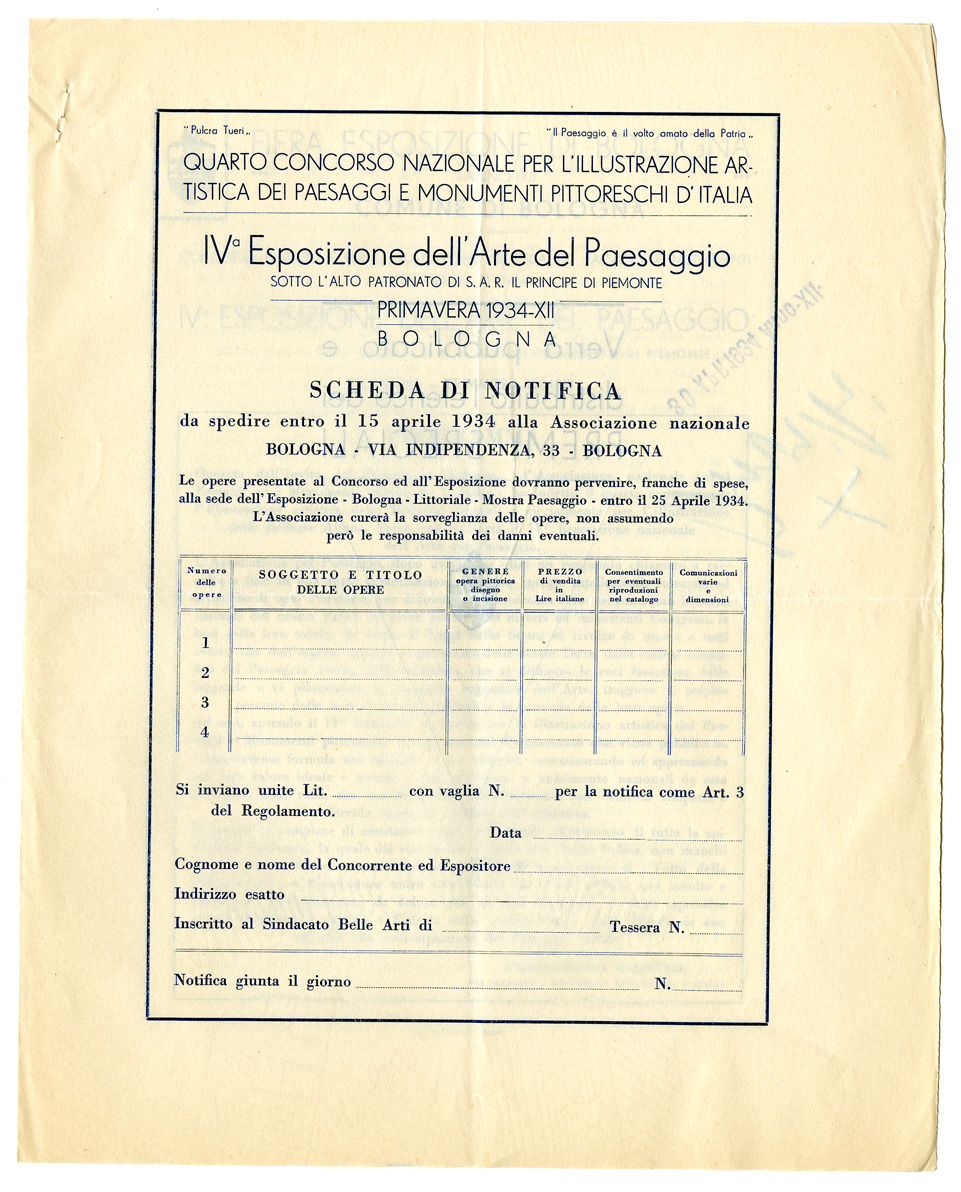 "Pulcra Tueri„
"Il Paesaggio è il volto amato della Patria„
QUARTO CONCORSO NAZIONALE PER L'ILLUSTRAZIONE AR-
TISTICA DEI PAESAGGI E MONUMENTI PITTORESCHI D'ITALIA
IVª Esposizione dell'Arte del Paesaggio
SOTTO L'ALTO PATRONATO DI S. A. R. IL PRINCIPE DI PIEMONTE
PRIMAVERA 1934-XII
BOLOGNA
SCHEDA DI NOTIFICA
da spedire entro il 15 aprile 1934 alla Associazione nazionale
BOLOGNA - VIA INDIPENDENZA, 33 - BOLOGNA
Le opere presentate al Concorso ed all'Esposizione dovranno pervenire, franche di spese,
alla sede dell'Esposizione - Bologna - Littoriale - Mostra Paesaggio - entro il 25 Aprile 1934.
L'Associazione curerà la sorveglianza delle opere, non assumendo
però le responsabilità dei danni eventuali.
Numero
delle
opere
SOGGETTO E TITOLO
DELLE OPERE
GENERE
opera pittorica
disegno
o incisione
PREZZO
di vendita
in
Lire italiane
Consentimento
per eventuali
riproduzioni
nel catalogo
Comunicazioni
varie
e
dimensioni
1
2
3
4
Si inviano unite Lit. con vaglia N. per la notifica come Art. 3
del Regolamento.
Data
Cognome e nome del Concorrente ed Espositore
Indirizzo esatto
Inscritto al Sindacato Belle Arti di Tessera N.
Notifica giunta il giorno N.